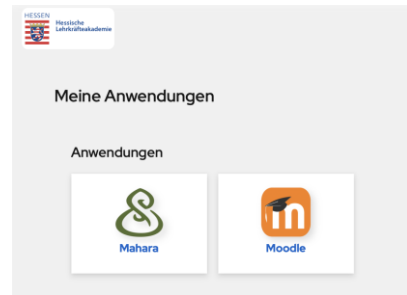 HESSEN
Hessische
Lehrkräfteakademie
Meine Anwendungen
Anwendungen
Mahara
Moodle